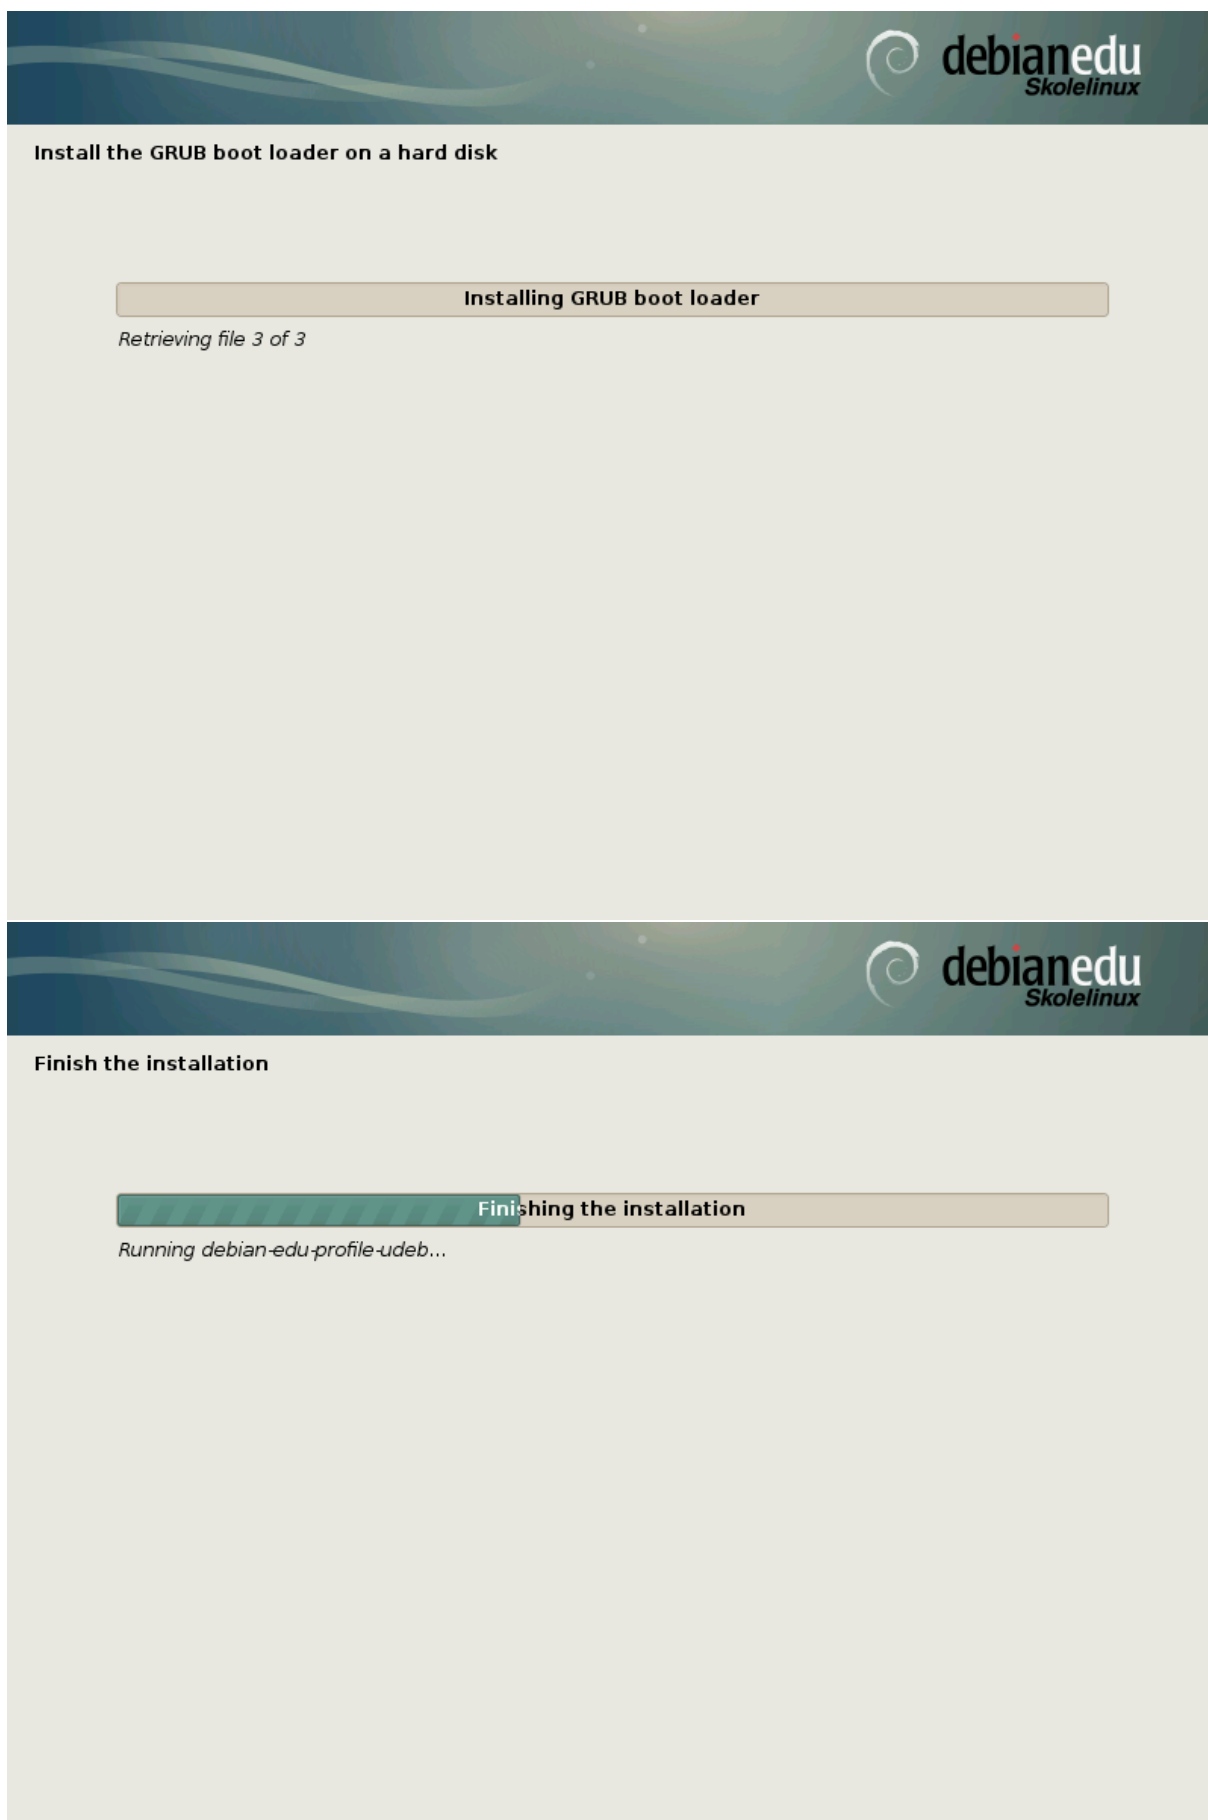 debianedu
Skolelinux
Install the GRUB boot loader on a hard disk
Installing GRUB boot loader
Retrieving file 3 of 3
debianedu
Skolelinux
Finish the installation
Finishing the installation
Running debian-edu-profile-udeb...